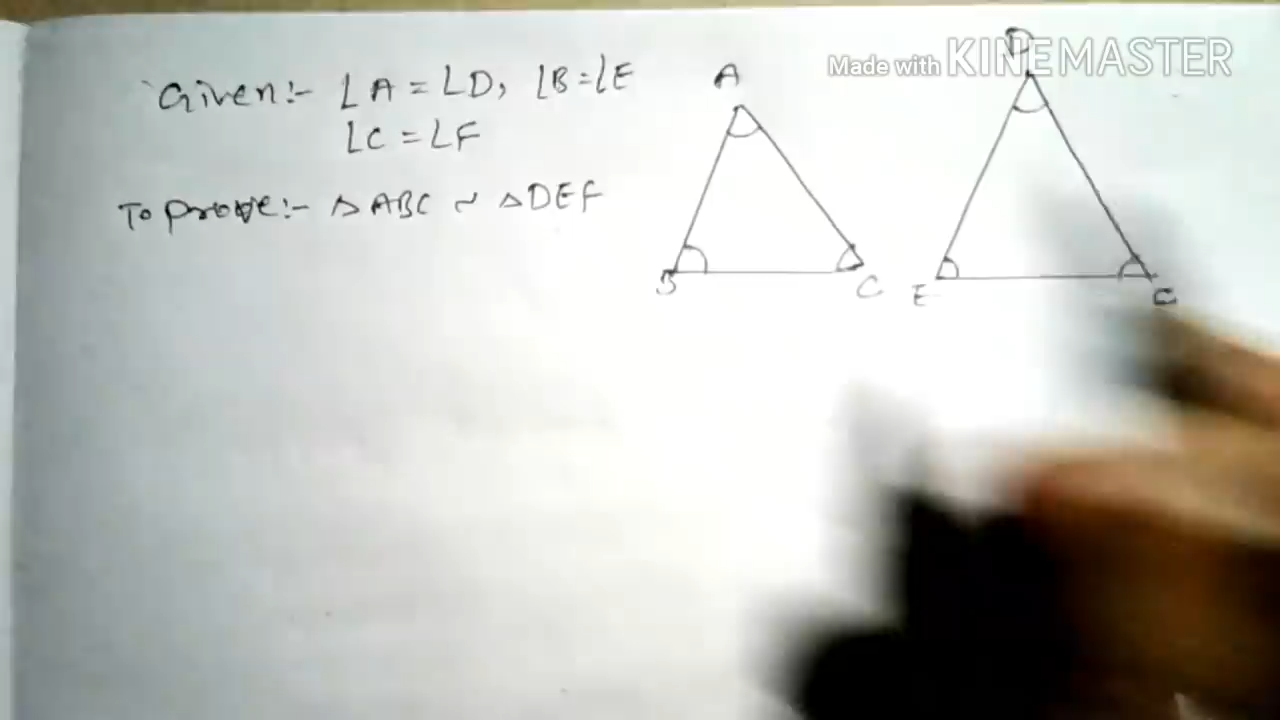 Given:- ∠A = ∠D, ∠B = ∠E
∠C = ∠F
To prove:- △ABC ~ △DEF
A
B
C
D
E
C
Made with KINEMASTER